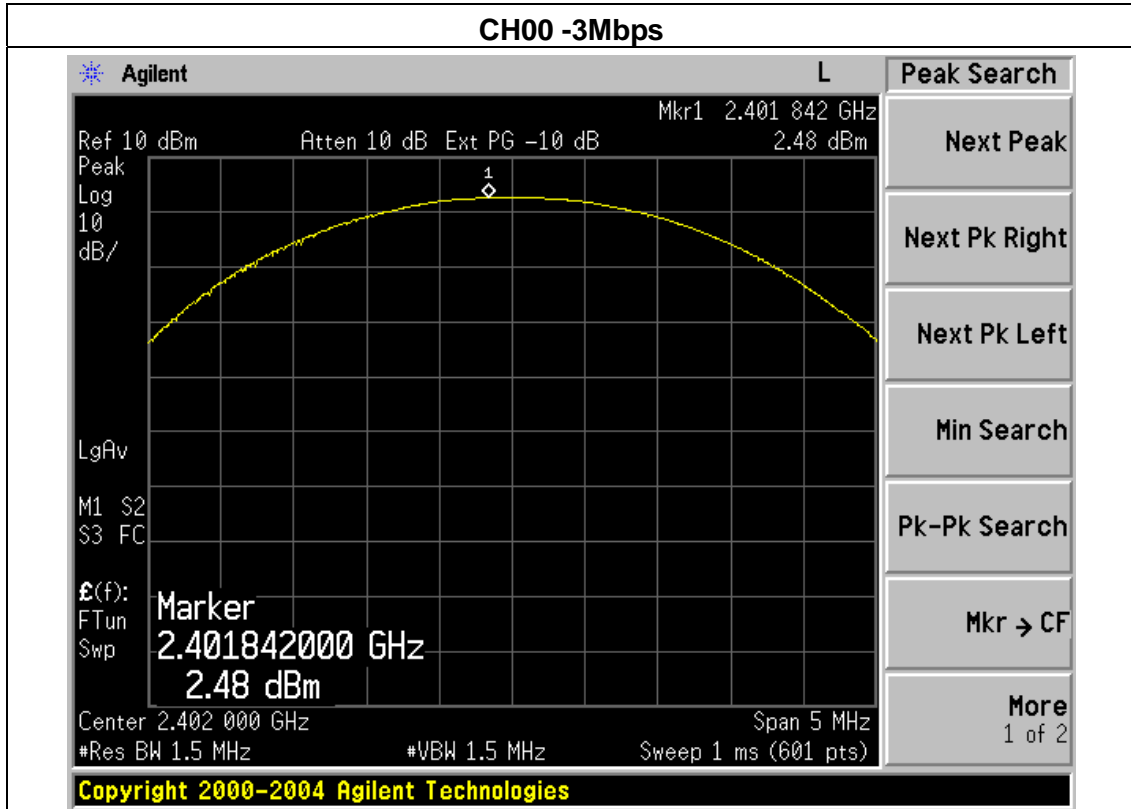 CH00 -3Mbps
Agilent L Peak Search
Mkr1 2.401 842 GHz
Ref 10 dBm Atten 10 dB Ext PG -10 dB 2.48 dBm
Peak
Log
10
dB/
1
LgAv
M1 S2
S3 FC
£(f):
FTun
Swp
Marker
2.401842000 GHz
2.48 dBm
Center 2.402 000 GHz Span 5 MHz
#Res BW 1.5 MHz #VBW 1.5 MHz Sweep 1 ms (601 pts)
Copyright 2000-2004 Agilent Technologies
Next Peak
Next Pk Right
Next Pk Left
Min Search
Pk-Pk Search
Mkr → CF
More
1 of 2